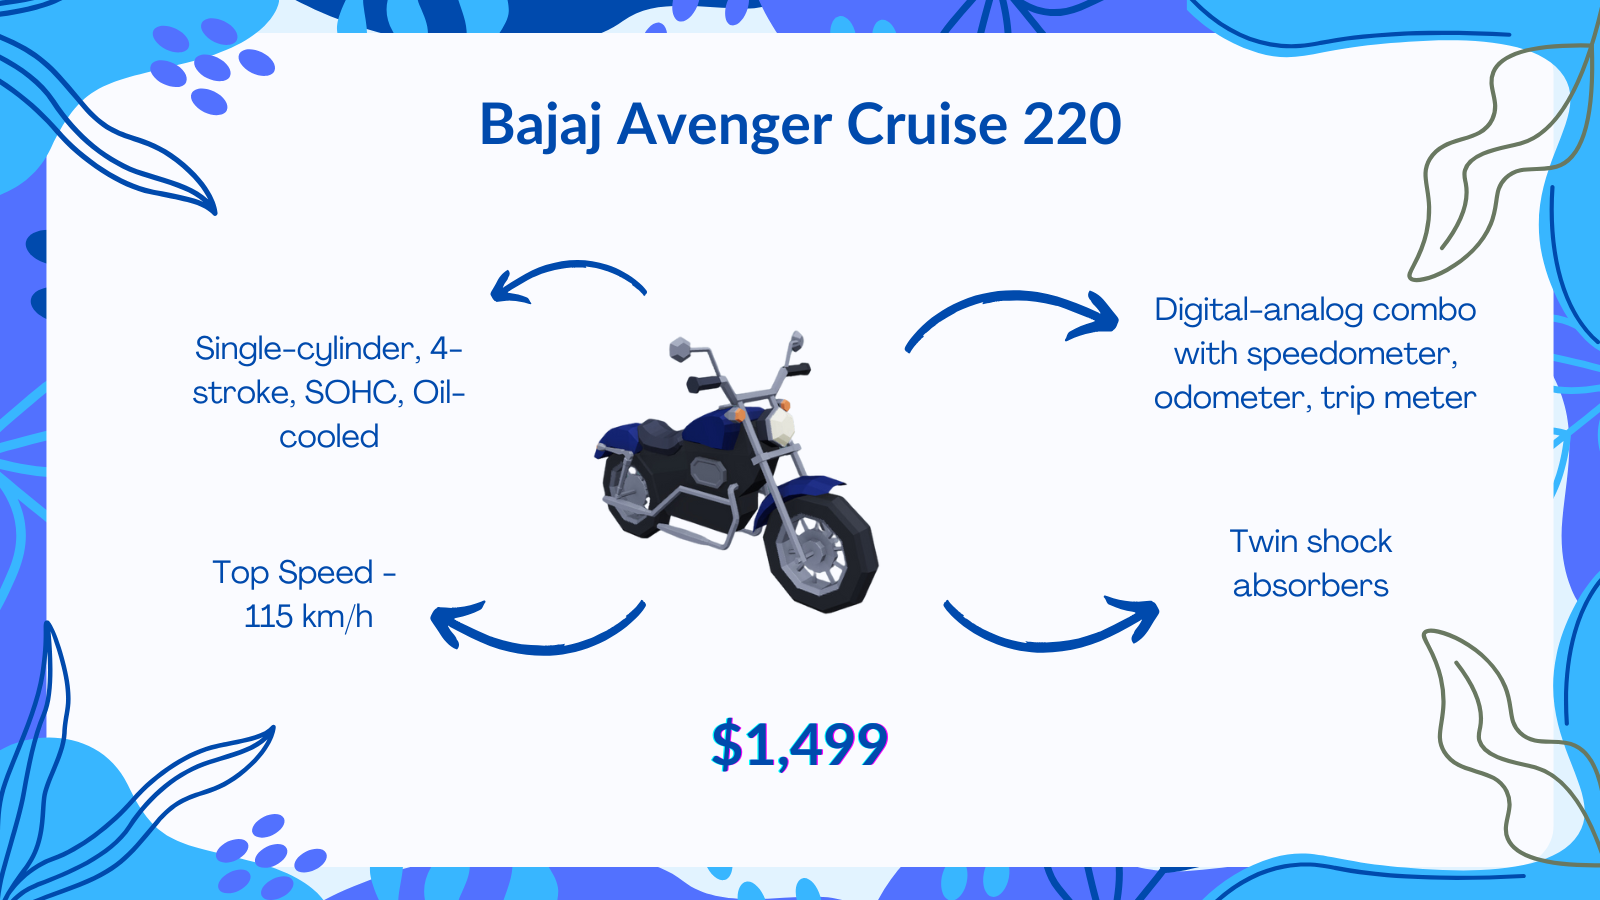 Bajaj Avenger Cruise 220
Single-cylinder, 4-
stroke, SOHC, Oil-
cooled
Digital-analog combo
with speedometer,
odometer, trip meter
Top Speed -
115 km/h
Twin shock
absorbers
$1,499